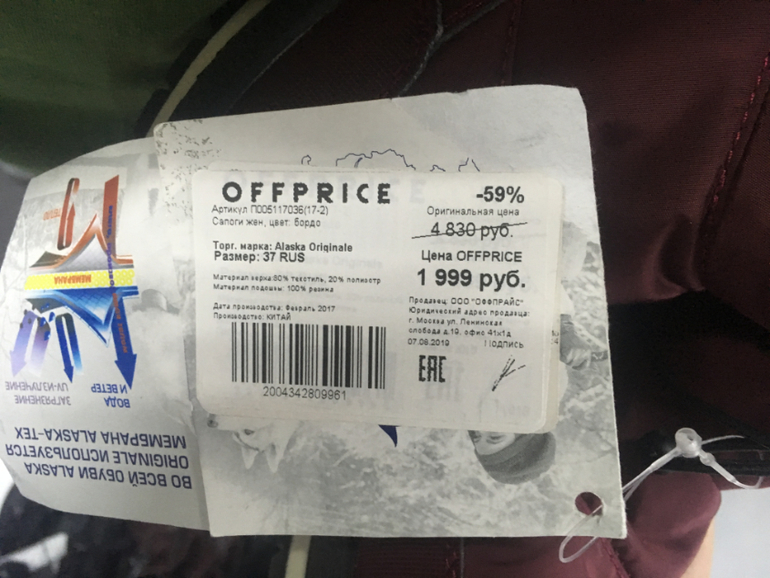 OFFPRICE
Артикул П005117036(17-2)
Сапоги жен, цвет: бордо
Торг. марка: Alaska Originale
Размер: 37 RUS
Материал верха:80% текстиль, 20% полиэстр
Материал подошвы: 100% резина
Дата производства: Февраль 2017
Производство: КИТАЙ
2004342809961
-59%
Оригинальная цена
4 830 руб.
Цена OFFPRICE
1 999 руб.
Продавец: ООО "ОФФПРАЙС"
Юридический адрес продавца:
г. Москва ул. Ленинская
слобода д.19, офис 41к1д
07.08.2019 Подпись
EAC
МЕМБРАНА
ВОДА
И ВЕТЕР
ЗАГРЯЗНЕНИЕ
UV-ИЗЛУЧЕНИЕ
ВО ВСЕЙ ОБУВИ ALASKA
ORIGINALE ИСПОЛЬЗУЕТСЯ
МЕМБРАНА ALASKA-TEX